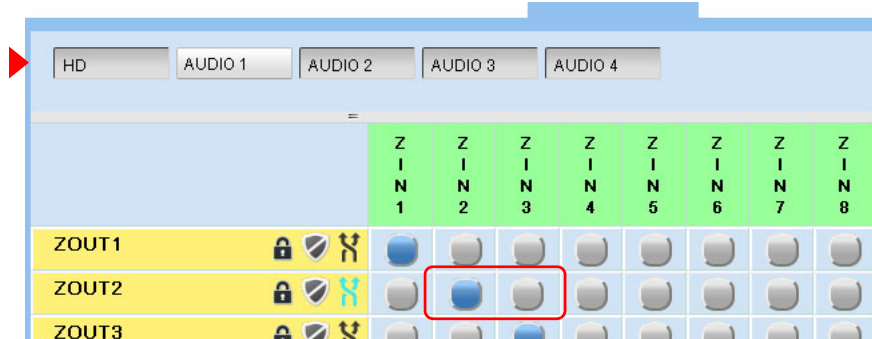 HD AUDIO 1 AUDIO 2 AUDIO 3 AUDIO 4
ZIN1 ZIN2 ZIN3 ZIN4 ZIN5 ZIN6 ZIN7 ZIN8
ZOUT1
ZOUT2
ZOUT3